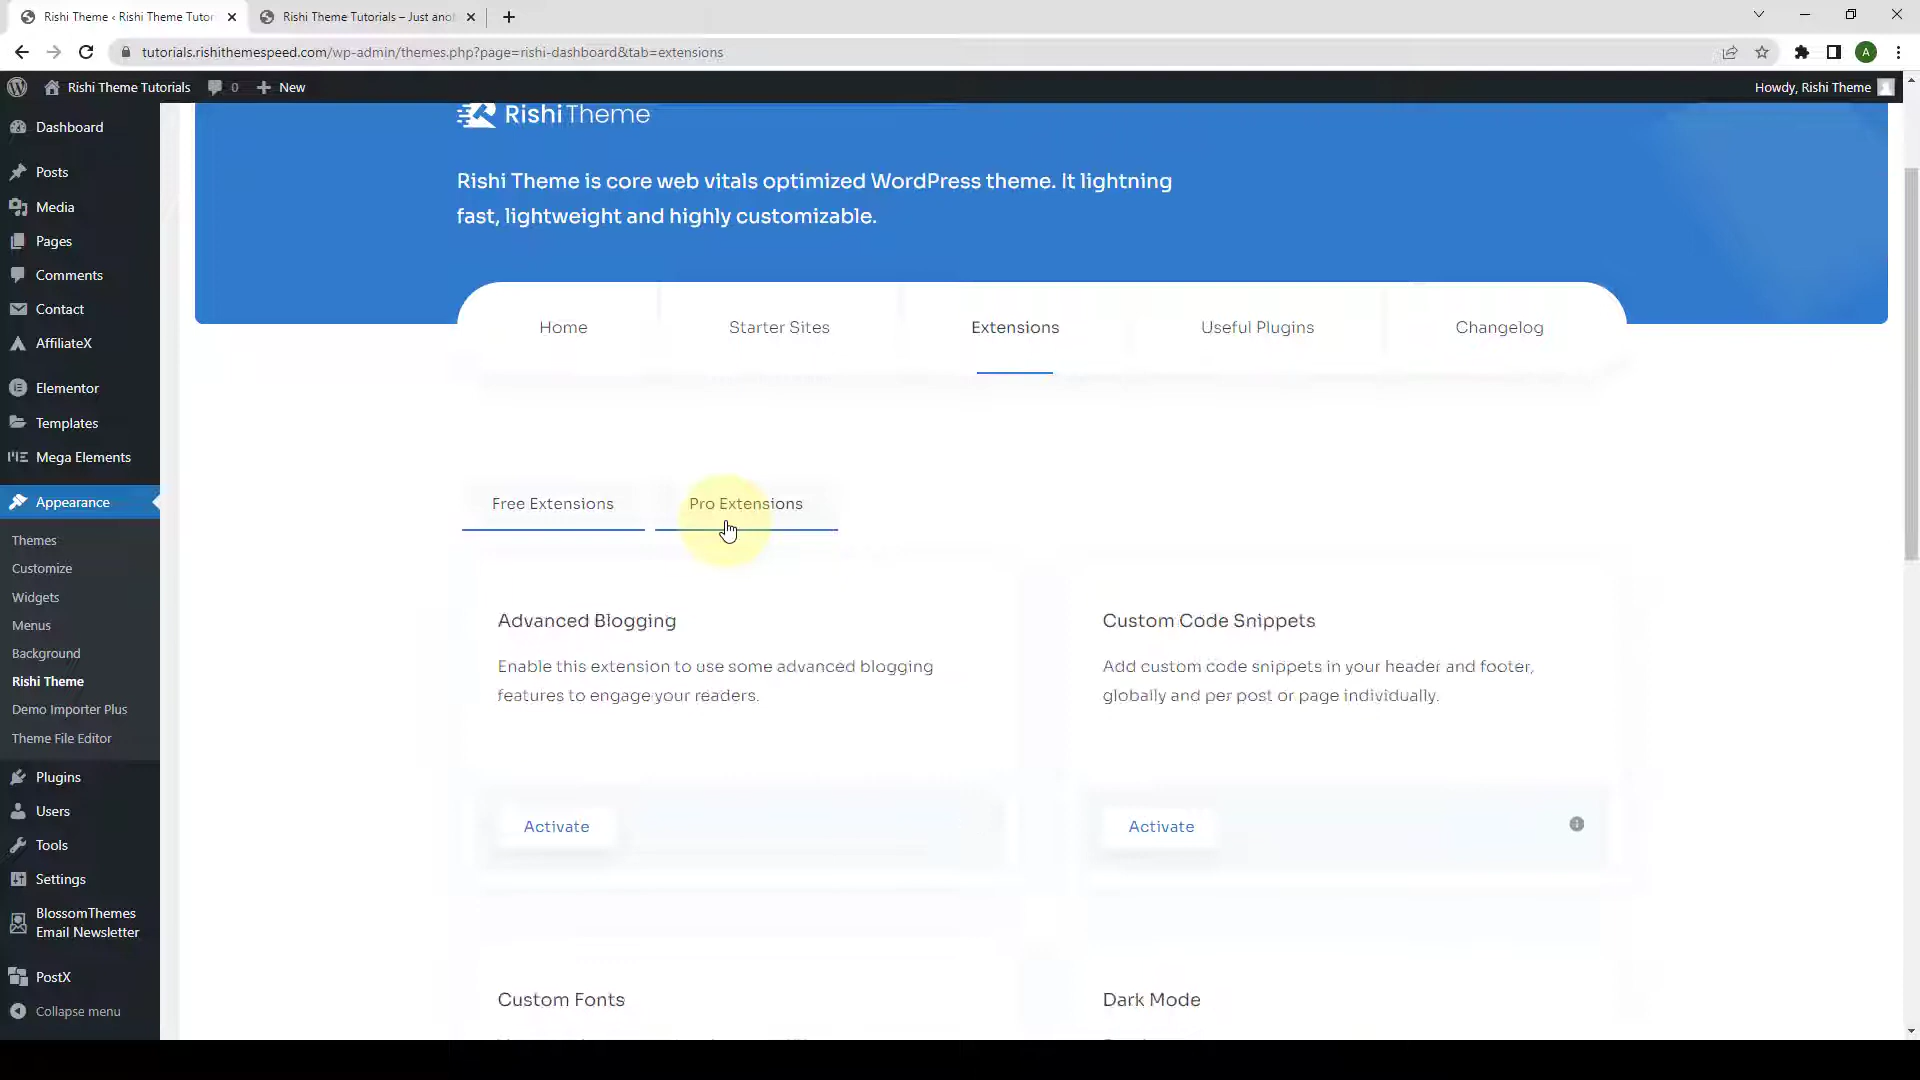 Rishi Theme ‹ Rishi Theme Tutor
Rishi Theme Tutorials – Just anot
tutorials.rishithemespeed.com/wp-admin/themes.php?page=rishi-dashboard&tab=extensions
A
Rishi Theme Tutorials
0
New
Howdy, Rishi Theme
Dashboard
Posts
Media
Pages
Comments
Contact
AffiliateX
Elementor
Templates
Mega Elements
Appearance
Themes
Customize
Widgets
Menus
Background
Rishi Theme
Demo Importer Plus
Theme File Editor
Plugins
Users
Tools
Settings
BlossomThemes
Email Newsletter
PostX
Collapse menu
RishiTheme
Rishi Theme is core web vitals optimized WordPress theme. It lightning
fast, lightweight and highly customizable.
Home
Starter Sites
Extensions
Useful Plugins
Changelog
Free Extensions
Pro Extensions
Advanced Blogging
Enable this extension to use some advanced blogging
features to engage your readers.
Activate
Custom Code Snippets
Add custom code snippets in your header and footer,
globally and per post or page individually.
Activate
Custom Fonts
Dark Mode